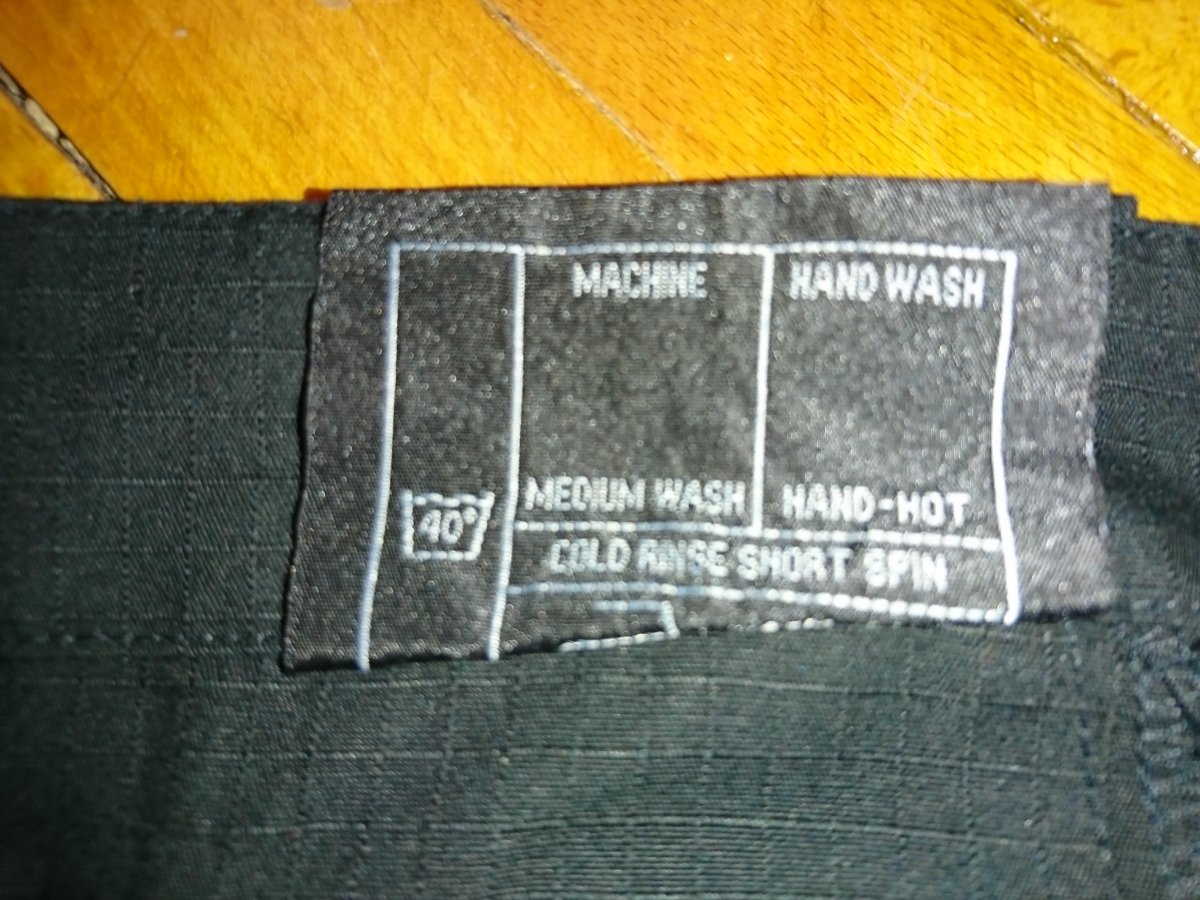 MACHINE HAND WASH
40°
MEDIUM WASH HAND-HOT
COLD RINSE SHORT SPIN